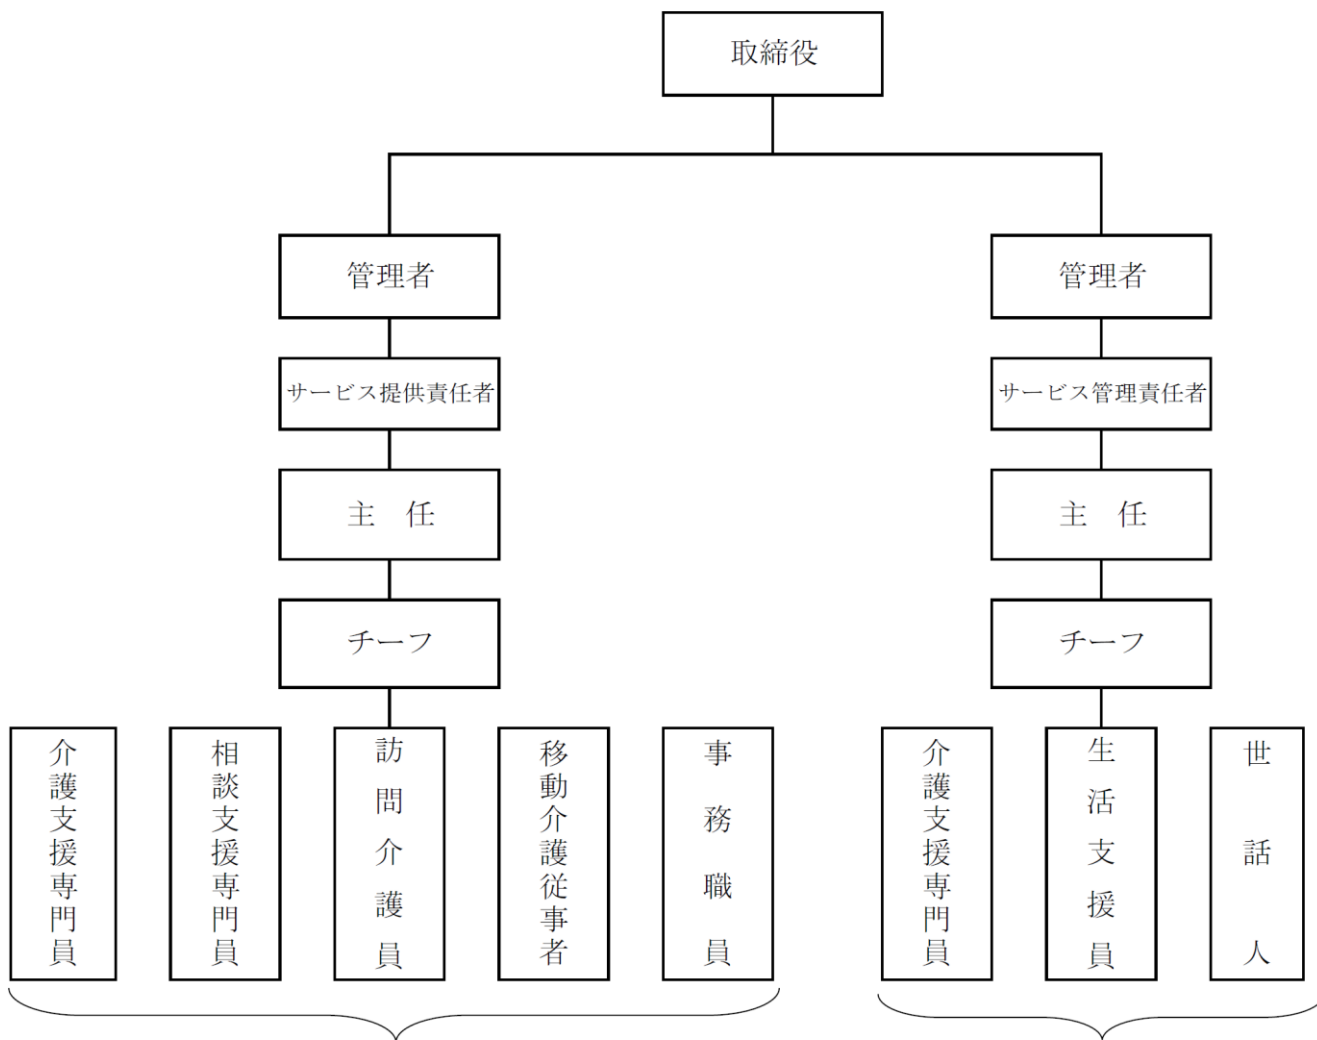 取締役
管理者
管理者
サービス提供責任者
サービス管理責任者
主　任
主　任
チーフ
チーフ
介護支援専門員
相談支援専門員
訪問介護員
移動介護従事者
事務職員
介護支援専門員
生活支援員
世話人